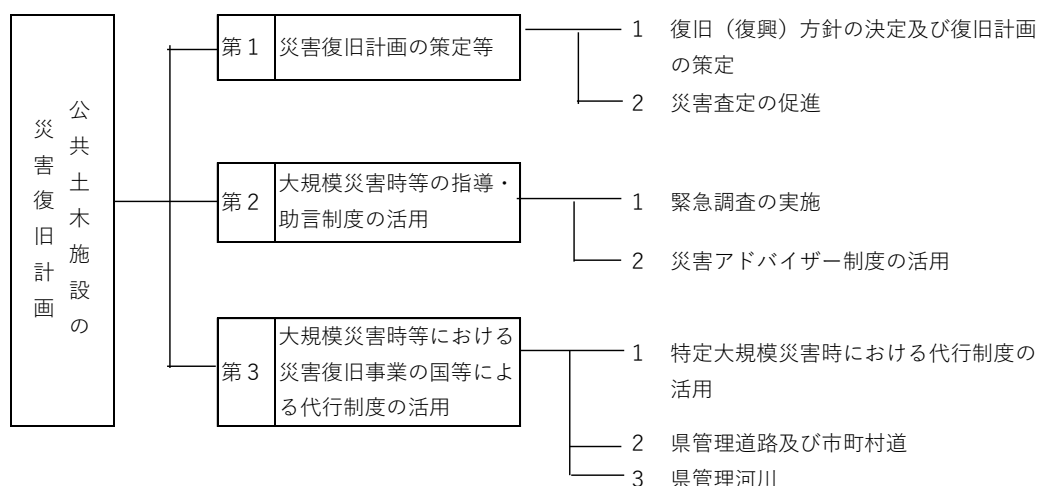 公共土木施設の
災害復旧計画
第1 災害復旧計画の策定等
1 復旧（復興）方針の決定及び復旧計画
の策定
2 災害査定の促進
第2 大規模災害時等の指導・
助言制度の活用
1 緊急調査の実施
2 災害アドバイザー制度の活用
第3 大規模災害時等における
災害復旧事業の国等によ
る代行制度の活用
1 特定大規模災害時における代行制度の
活用
2 県管理道路及び市町村道
3 県管理河川